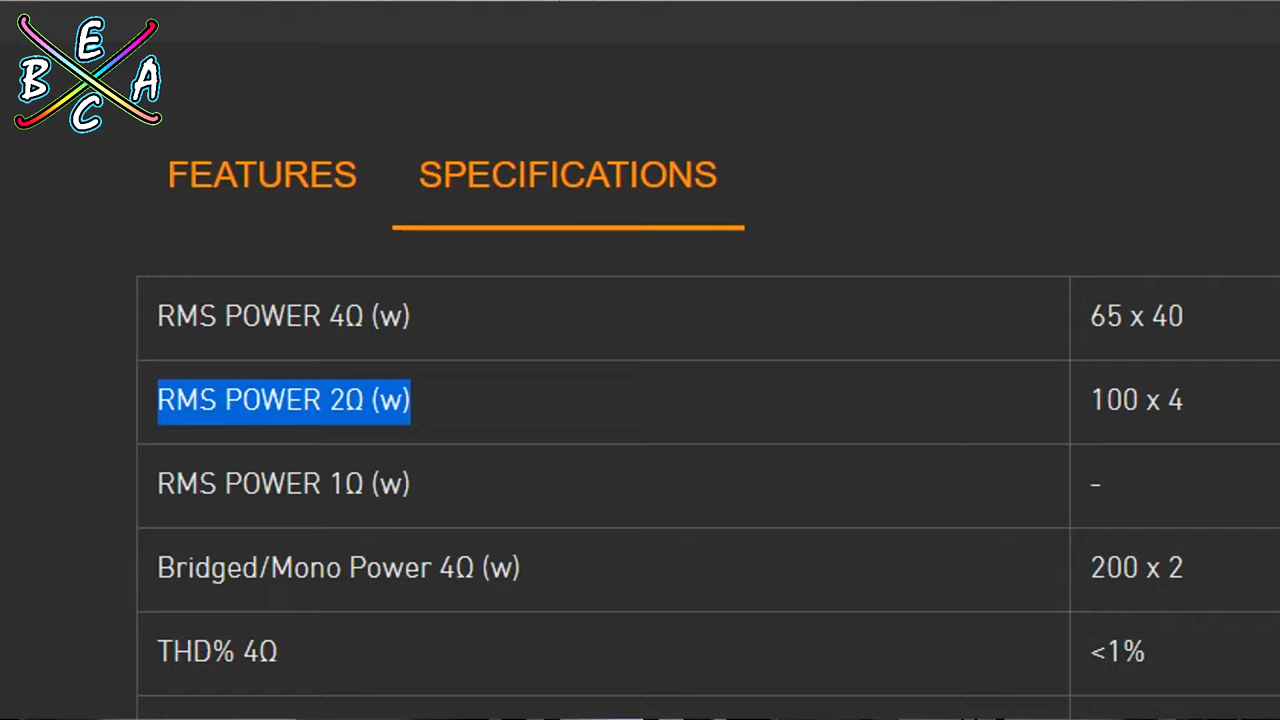 E
B A
C
FEATURES SPECIFICATIONS
RMS POWER 4Ω (w) 65 x 40
RMS POWER 2Ω (w) 100 x 4
RMS POWER 1Ω (w) -
Bridged/Mono Power 4Ω (w) 200 x 2
THD% 4Ω <1%